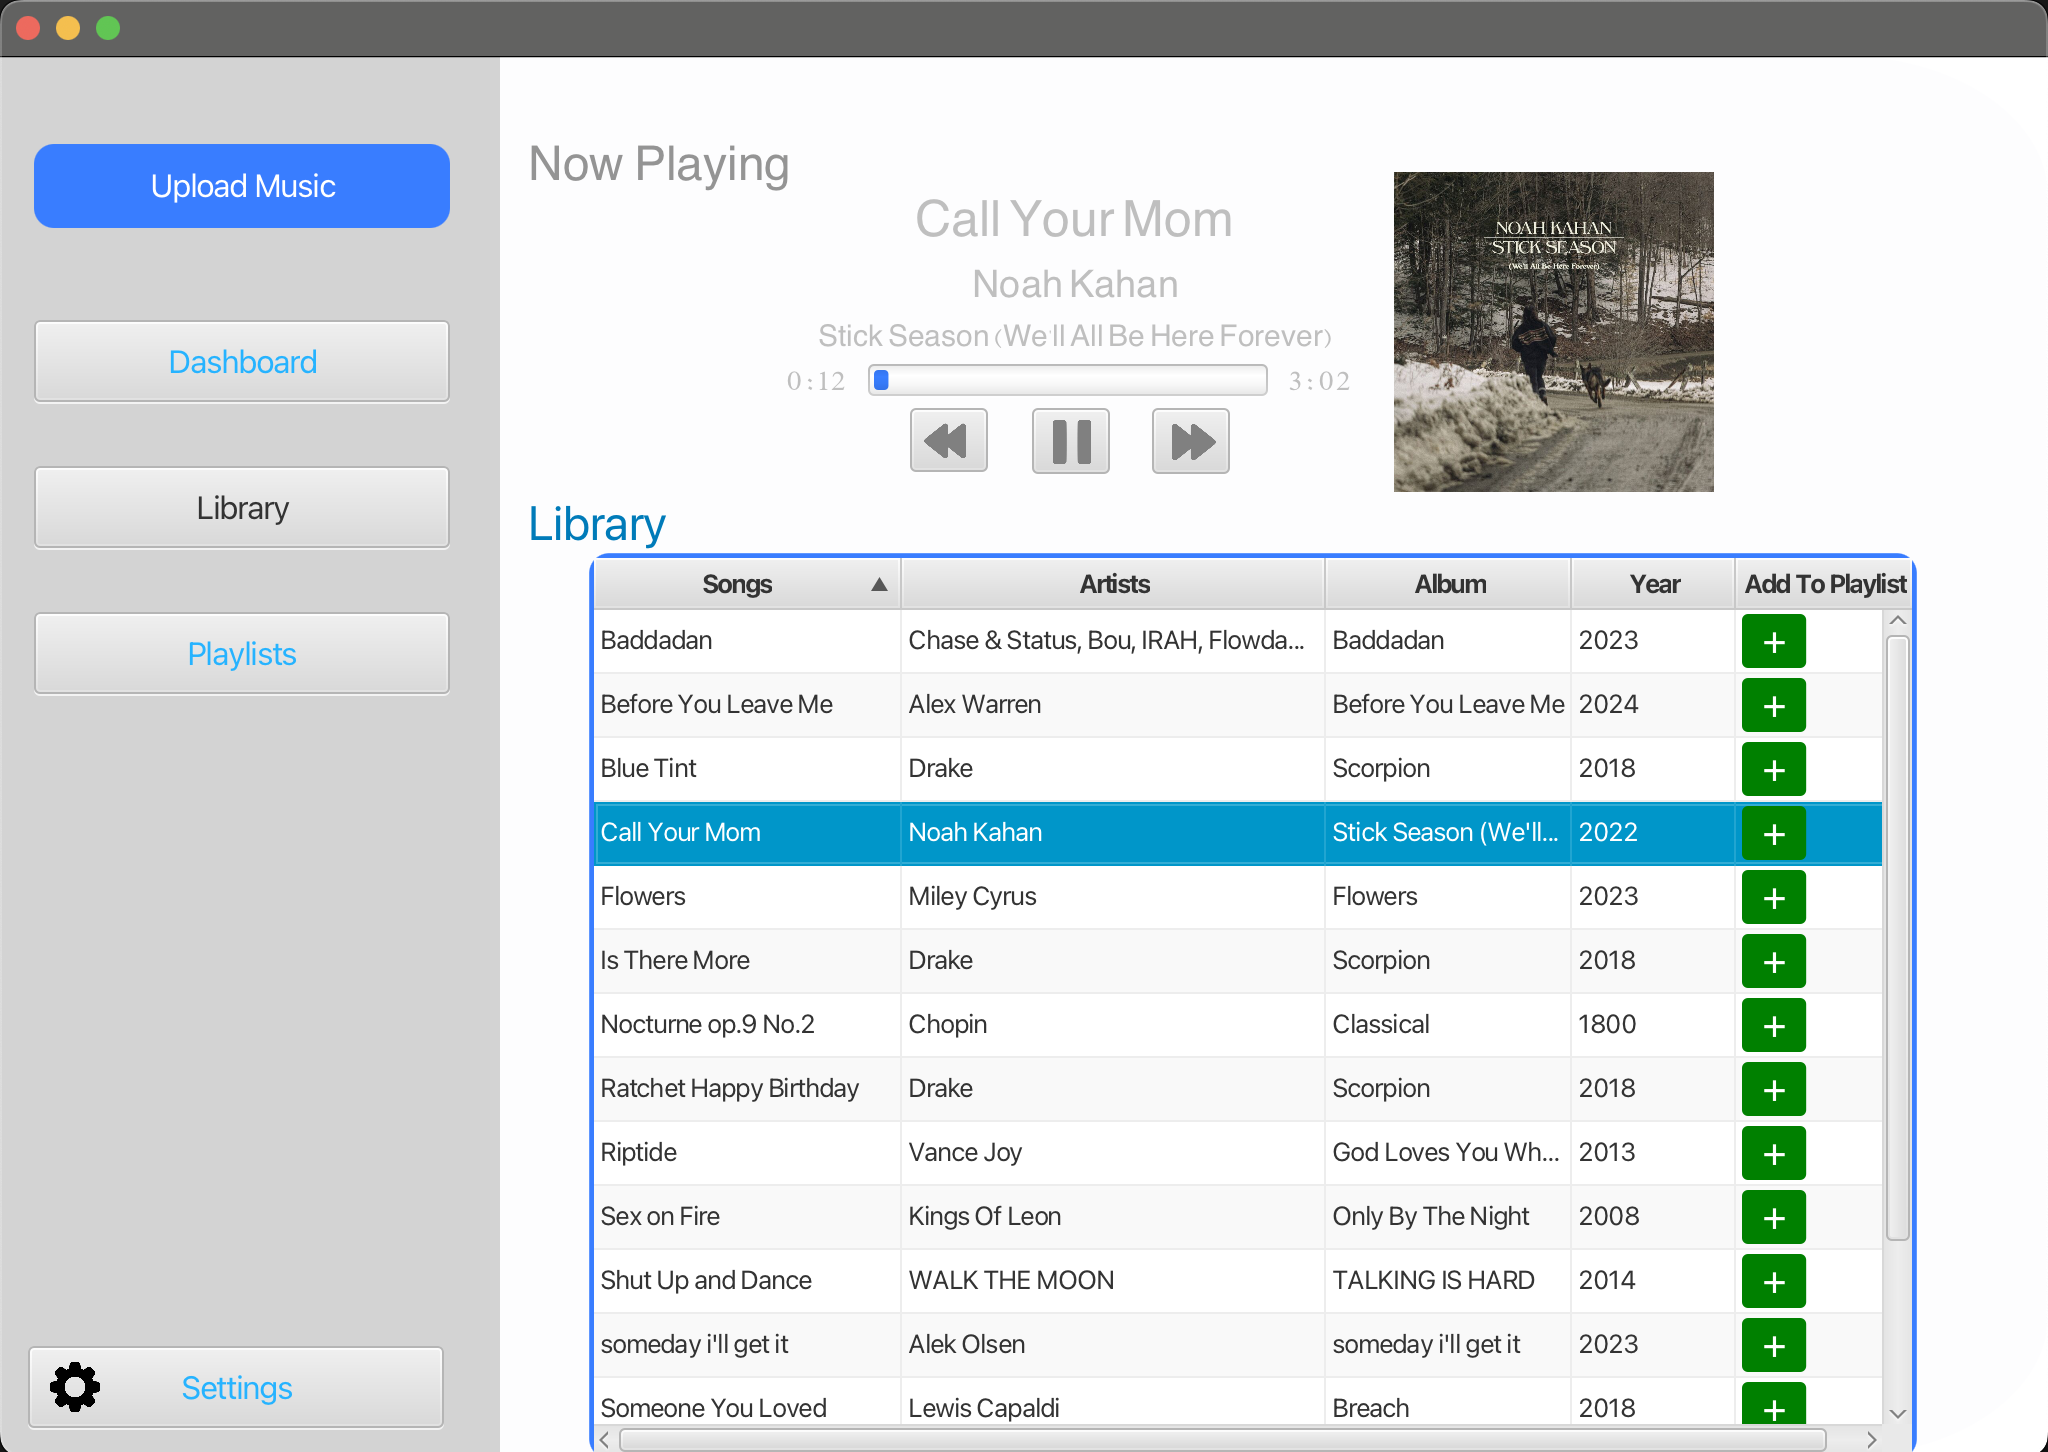 Upload Music
Dashboard
Library
Playlists
Settings
Now Playing
Call Your Mom
Noah Kahan
Stick Season (We'll All Be Here Forever)
0:12 3:02
NOAH KAHAN
STICK SEASON
(We'll All Be Here Forever)
Library
Songs Artists Album Year Add To Playlist
Baddadan Chase & Status, Bou, IRAH, Flowda... Baddadan 2023 +
Before You Leave Me Alex Warren Before You Leave Me 2024 +
Blue Tint Drake Scorpion 2018 +
Call Your Mom Noah Kahan Stick Season (We'll... 2022 +
Flowers Miley Cyrus Flowers 2023 +
Is There More Drake Scorpion 2018 +
Nocturne op.9 No.2 Chopin Classical 1800 +
Ratchet Happy Birthday Drake Scorpion 2018 +
Riptide Vance Joy God Loves You Wh... 2013 +
Sex on Fire Kings Of Leon Only By The Night 2008 +
Shut Up and Dance WALK THE MOON TALKING IS HARD 2014 +
someday i'll get it Alek Olsen someday i'll get it 2023 +
Someone You Loved Lewis Capaldi Breach 2018 +